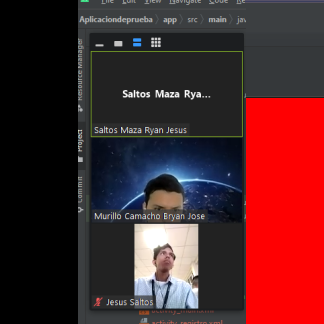 File Edit View Navigate Code Re
Aplicaciondeprueba app src main jav
Resource Manager
Project
Commit
Saltos Maza Rya...
Saltos Maza Ryan Jesus
Murillo Camacho Bryan Jose
Jesus Saltos
activity_registro.xml